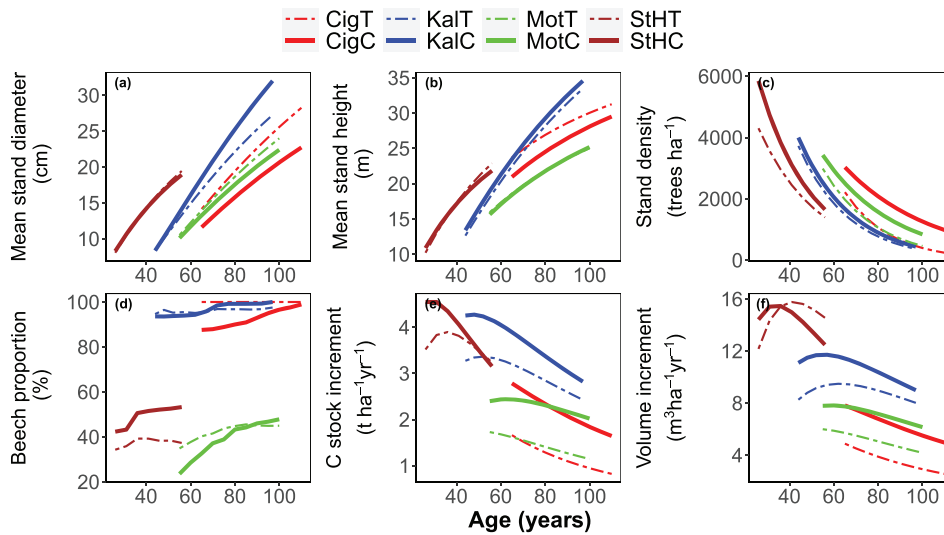 CigT KalT MotT StHT
CigC KalC MotC StHC
(a) (b) (c)
Mean stand diameter
(cm)
30
25
20
15
10
40 60 80 100
Mean stand height
(m)
35
30
25
20
15
10
40 60 80 100
Stand density
(trees ha⁻¹)
6000
4000
2000
0
40 60 80 100
(d) (e) (f)
Beech proportion
(%)
100
80
60
40
20
40 60 80 100
C stock increment
(t ha⁻¹yr⁻¹)
4
3
2
1
40 60 80 100
Volume increment
(m³ha⁻¹yr⁻¹)
16
12
8
4
40 60 80 100
Age (years)